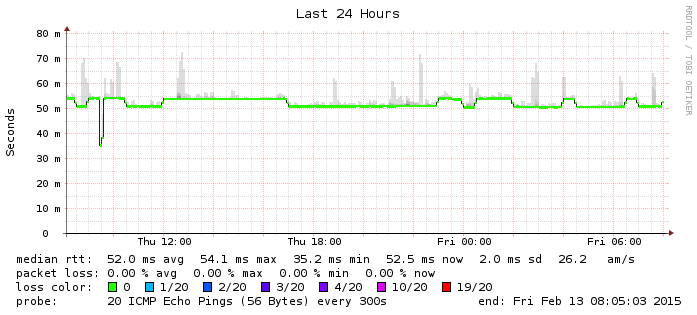 Last 24 Hours
RRDTOOL / TOBI OETIKER
Seconds
80 m
70 m
60 m
50 m
40 m
30 m
20 m
10 m
0
Thu 12:00 Thu 18:00 Fri 00:00 Fri 06:00
median rtt: 52.0 ms avg 54.1 ms max 35.2 ms min 52.5 ms now 2.0 ms sd 26.2 am/s
packet loss: 0.00 % avg 0.00 % max 0.00 % min 0.00 % now
loss color: 0 1/20 2/20 3/20 4/20 10/20 19/20
probe: 20 ICMP Echo Pings (56 Bytes) every 300s end: Fri Feb 13 08:05:03 2015